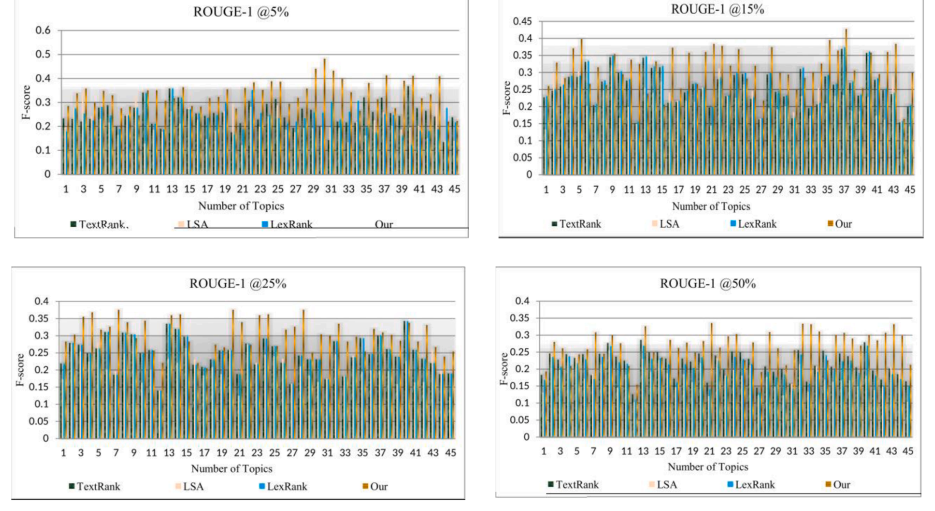 ROUGE-1 @5%
0.6
0.5
0.4
0.3
0.2
0.1
0
F-score
1 3 5 7 9 11 13 15 17 19 21 23 25 27 29 31 33 35 37 39 41 43 45
Number of Topics
TextRank. LSA LexRank Our
ROUGE-1 @15%
0.45
0.4
0.35
0.3
0.25
0.2
0.15
0.1
0.05
0
F-score
1 3 5 7 9 11 13 15 17 19 21 23 25 27 29 31 33 35 37 39 41 43 45
Number of Topics
TextRank LSA LexRank Our
ROUGE-1 @25%
0.4
0.35
0.3
0.25
0.2
0.15
0.1
0.05
0
F-score
1 3 5 7 9 11 13 15 17 19 21 23 25 27 29 31 33 35 37 39 41 43 45
Number of Topics
TextRank LSA LexRank Our
ROUGE-1 @50%
0.4
0.35
0.3
0.25
0.2
0.15
0.1
0.05
0
F-score
1 3 5 7 9 11 13 15 17 19 21 23 25 27 29 31 33 35 37 39 41 43 45
Number of Topics
TextRank LSA LexRank Our